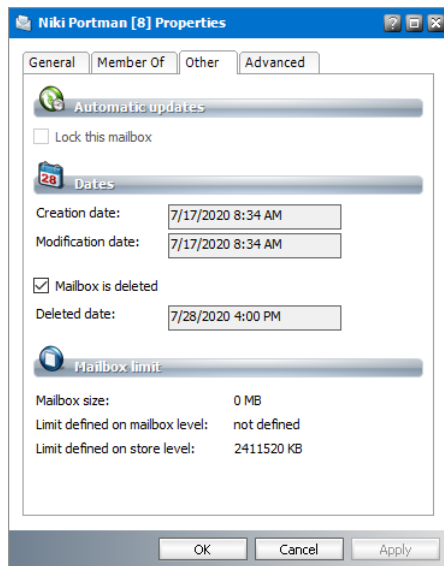 Niki Portman [8] Properties
General Member Of Other Advanced
Automatic updates
Lock this mailbox
28 Dates
Creation date: 7/17/2020 8:34 AM
Modification date: 7/17/2020 8:34 AM
Mailbox is deleted
Deleted date: 7/28/2020 4:00 PM
Mailbox limit
Mailbox size: 0 MB
Limit defined on mailbox level: not defined
Limit defined on store level: 2411520 KB
OK Cancel Apply